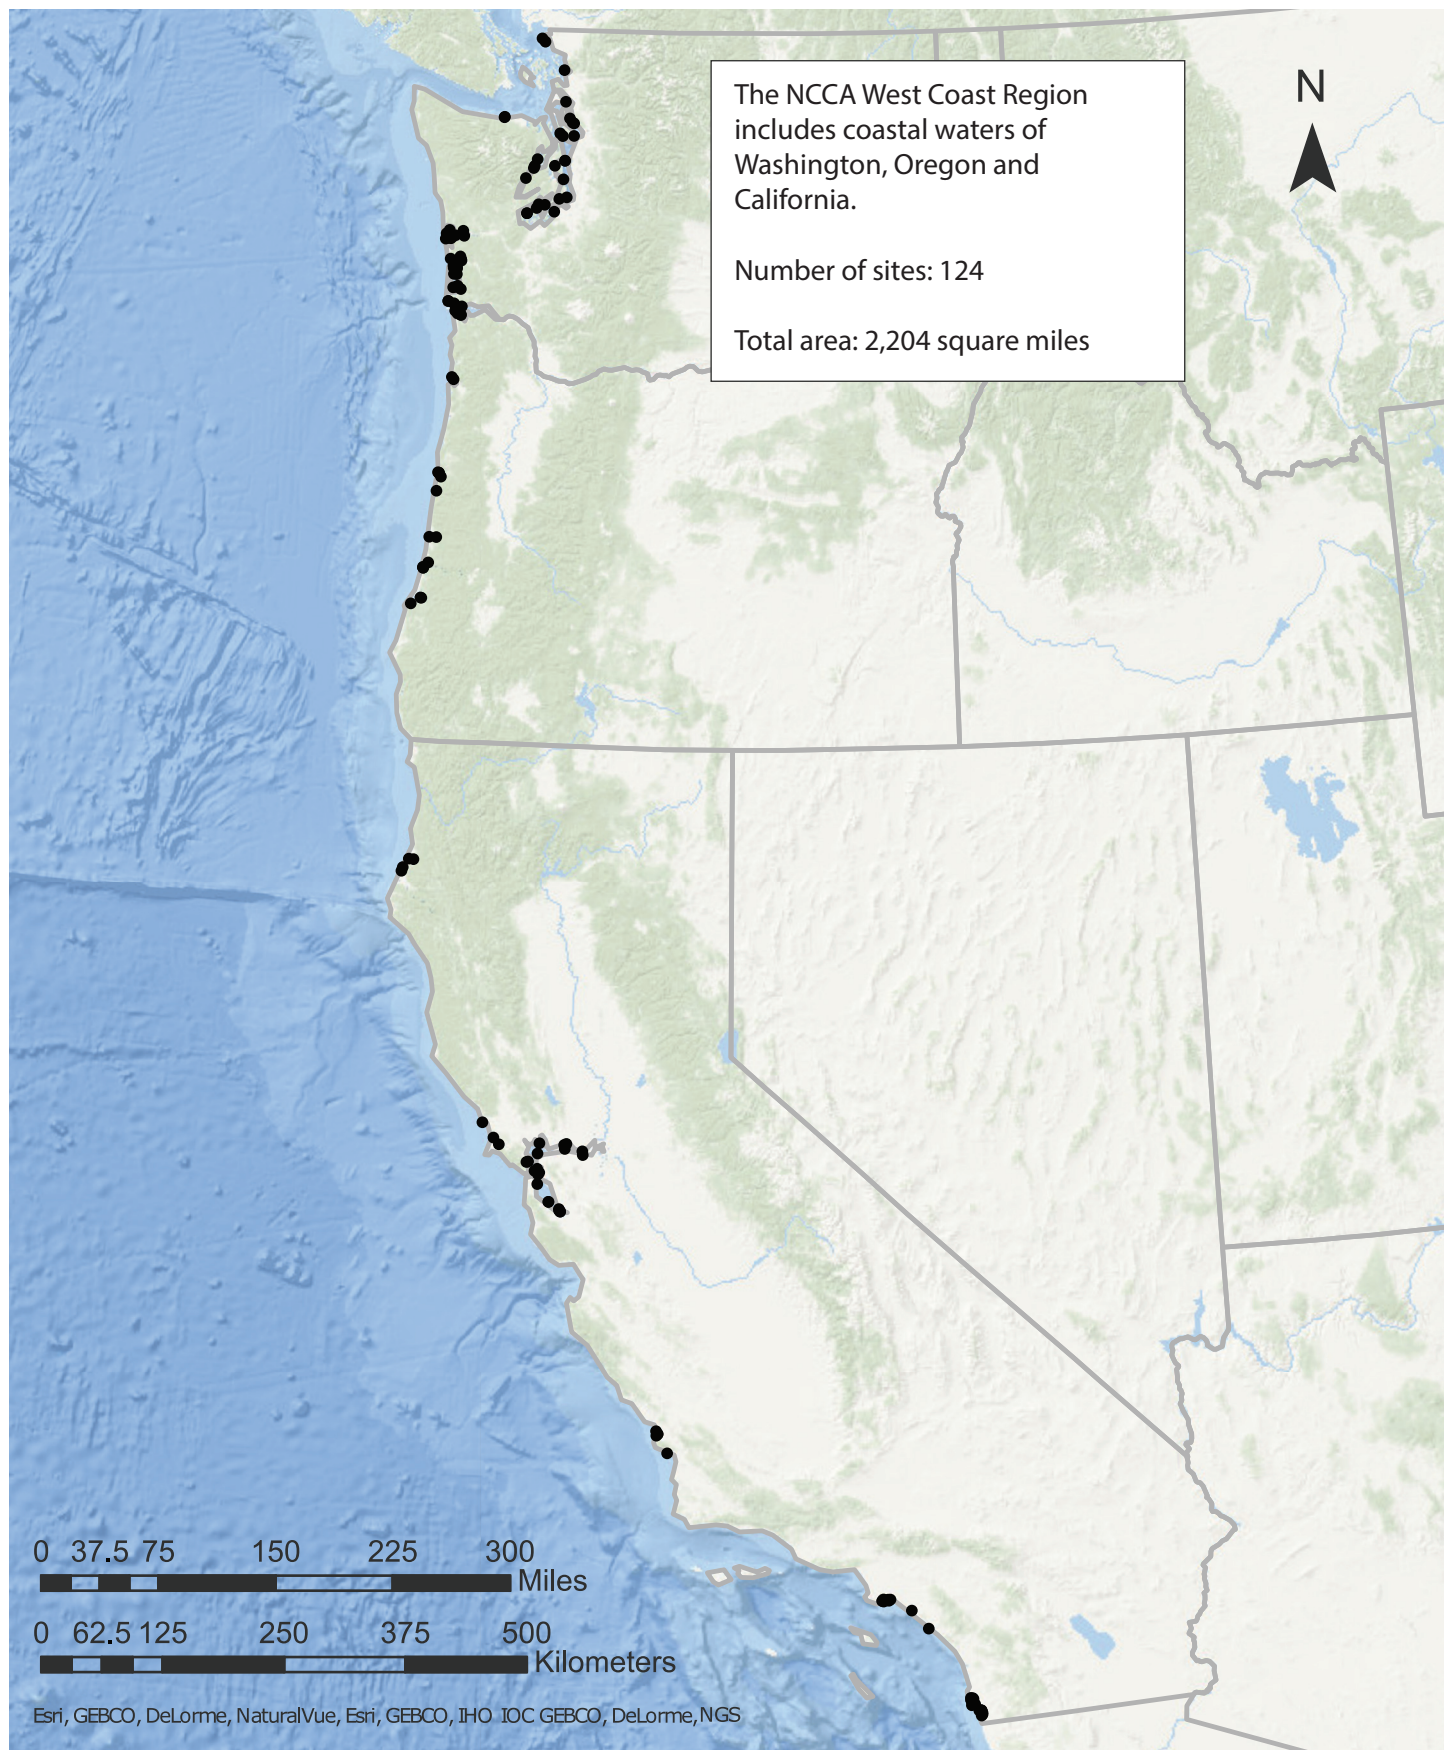 The NCCA West Coast Region
includes coastal waters of
Washington, Oregon and
California.
Number of sites: 124
Total area: 2,204 square miles
N
0 37.5 75 150 225 300
Miles
0 62.5 125 250 375 500
Kilometers
Esri, GEBCO, DeLorme, NaturalVue, Esri, GEBCO, IHO IOC GEBCO, DeLorme, NGS